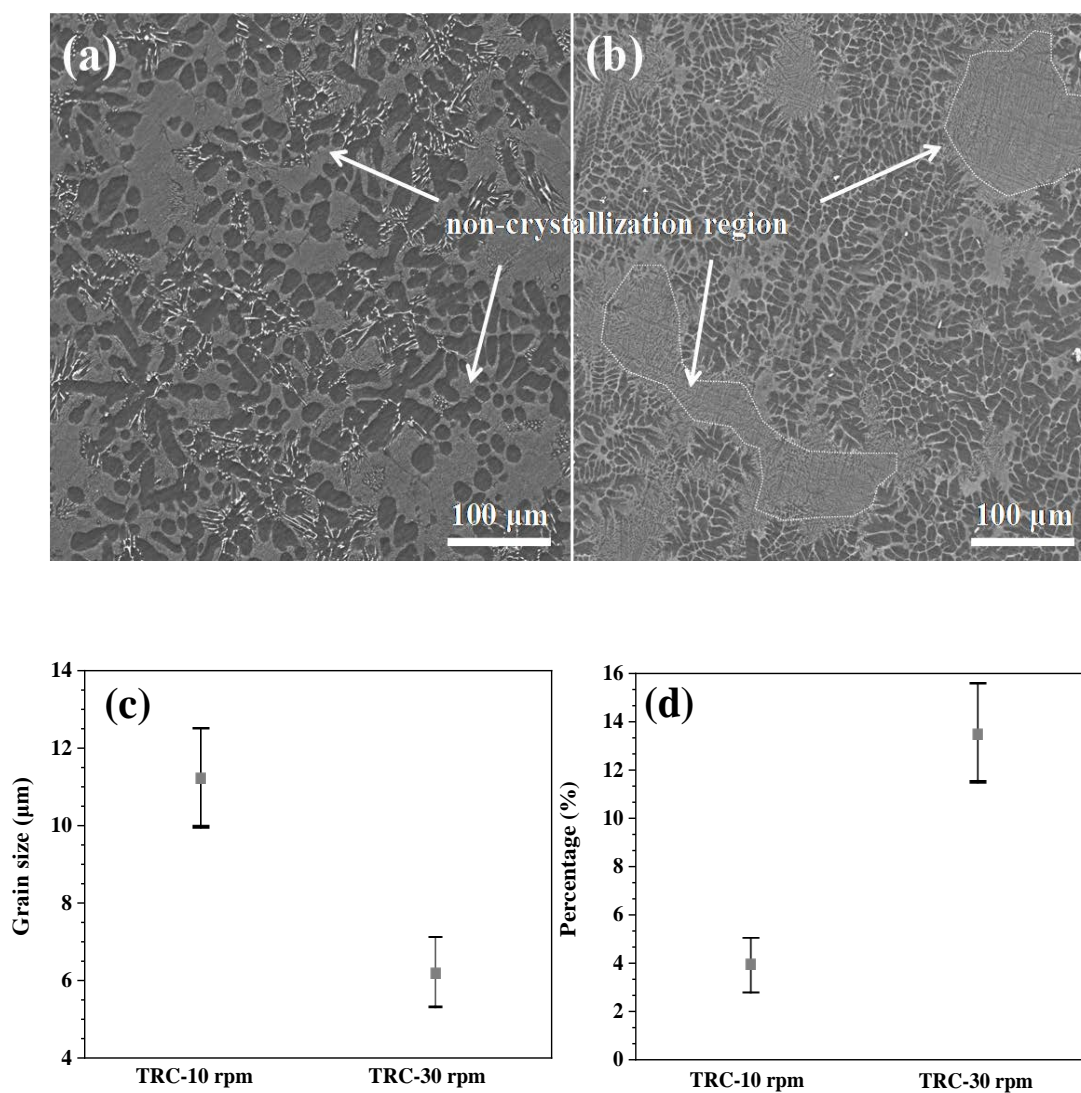 (a)
(b)
non-crystallization region
100 µm
100 µm
14
12
10
8
6
4
Grain size (µm)
(c)
TRC-10 rpm
TRC-30 rpm
16
14
12
10
8
6
4
2
0
Percentage (%)
(d)
TRC-10 rpm
TRC-30 rpm